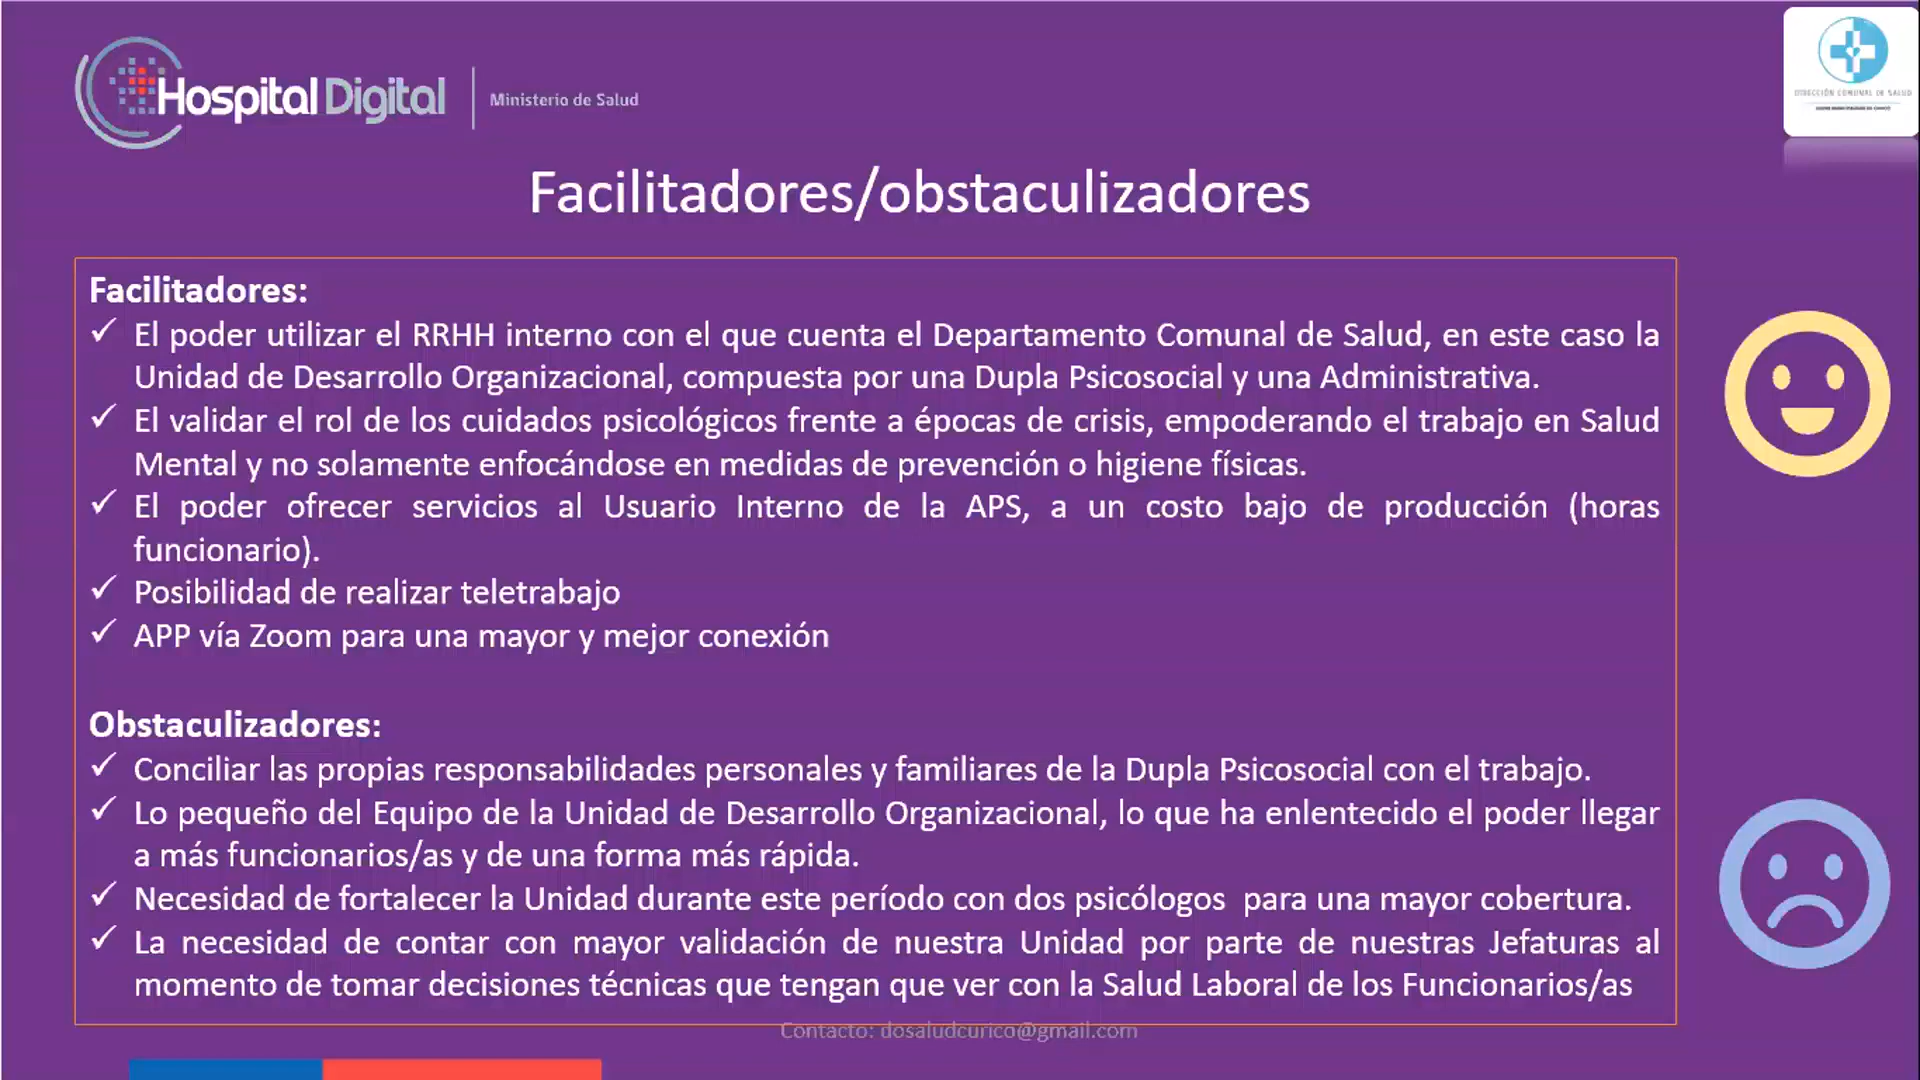 Hospital Digital
Ministerio de Salud
DIRECCIÓN COMUNAL DE SALUD
Facilitadores/obstaculizadores
Facilitadores:
✓ El poder utilizar el RRHH interno con el que cuenta el Departamento Comunal de Salud, en este caso la
Unidad de Desarrollo Organizacional, compuesta por una Dupla Psicosocial y una Administrativa.
✓ El validar el rol de los cuidados psicológicos frente a épocas de crisis, empoderando el trabajo en Salud
Mental y no solamente enfocándose en medidas de prevención o higiene físicas.
✓ El poder ofrecer servicios al Usuario Interno de la APS, a un costo bajo de producción (horas
funcionario).
✓ Posibilidad de realizar teletrabajo
✓ APP vía Zoom para una mayor y mejor conexión
Obstaculizadores:
✓ Conciliar las propias responsabilidades personales y familiares de la Dupla Psicosocial con el trabajo.
✓ Lo pequeño del Equipo de la Unidad de Desarrollo Organizacional, lo que ha enlentecido el poder llegar
a más funcionarios/as y de una forma más rápida.
✓ Necesidad de fortalecer la Unidad durante este período con dos psicólogos para una mayor cobertura.
✓ La necesidad de contar con mayor validación de nuestra Unidad por parte de nuestras Jefaturas al
momento de tomar decisiones técnicas que tengan que ver con la Salud Laboral de los Funcionarios/as
Contacto: dosaludcurico@gmail.com